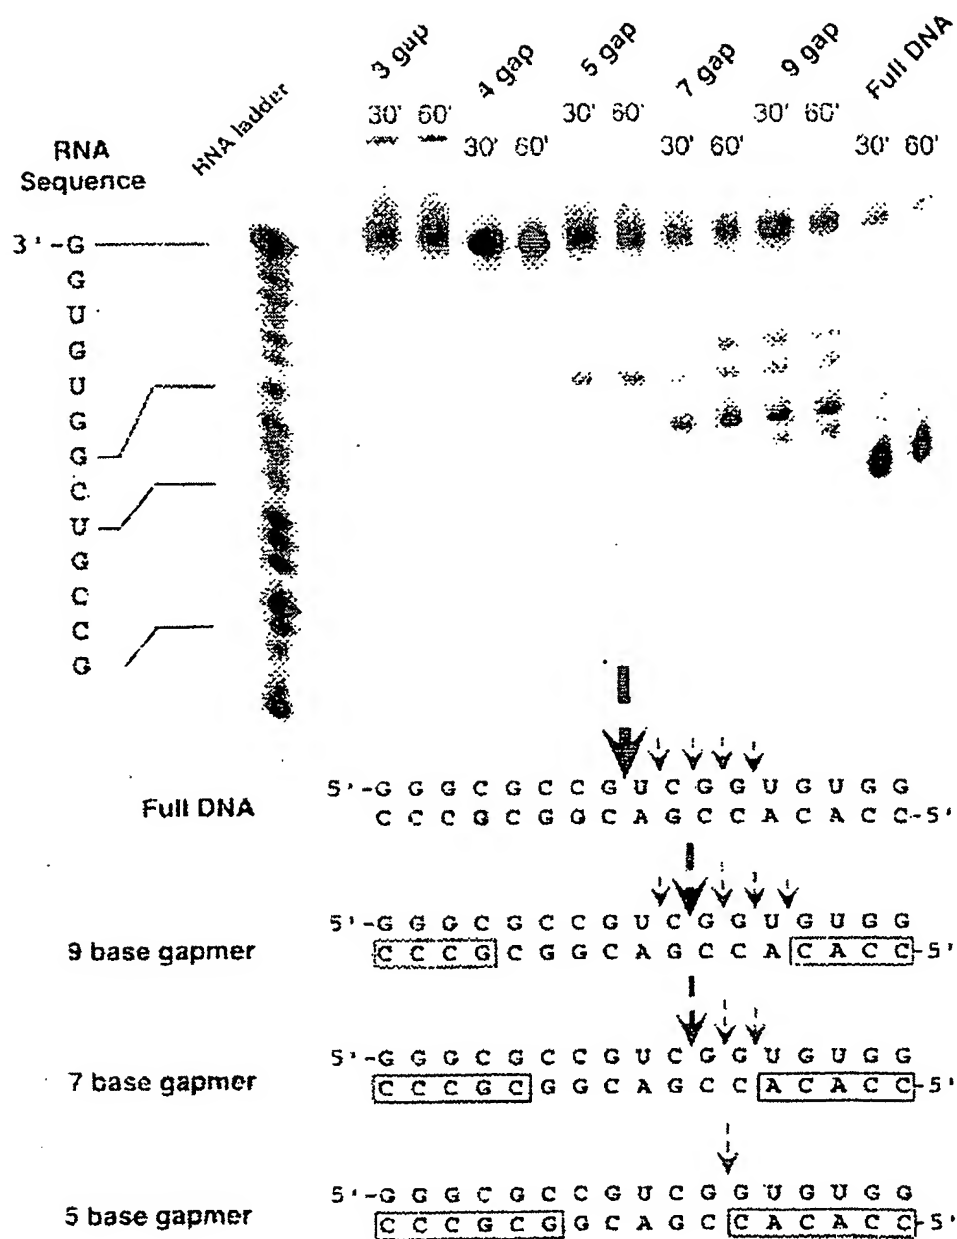 3 gap
4 gap
5 gap
7 gap
9 gap
Full DNA
RNA ladder
30' 60'
30' 60'
30' 60'
30' 60'
30' 60'
30' 60'
RNA
Sequence
3'-G
G
U
G
U
G
G
C
U
G
C
C
G
5'-G G G C G C C G U C G G U G U G G
Full DNA
C C C G C G G C A G C C A C A C C-5'
5'-G G G C G C C G U C G G U G U G G
9 base gapmer
C C C G C G G C A G C C A C A C C-5'
5'-G G G C G C C G U C G G U G U G G
7 base gapmer
C C C G C G G C A G C C A C A C C-5'
5'-G G G C G C C G U C G G U G U G G
5 base gapmer
C C C G C G G C A G C C A C A C C-5'